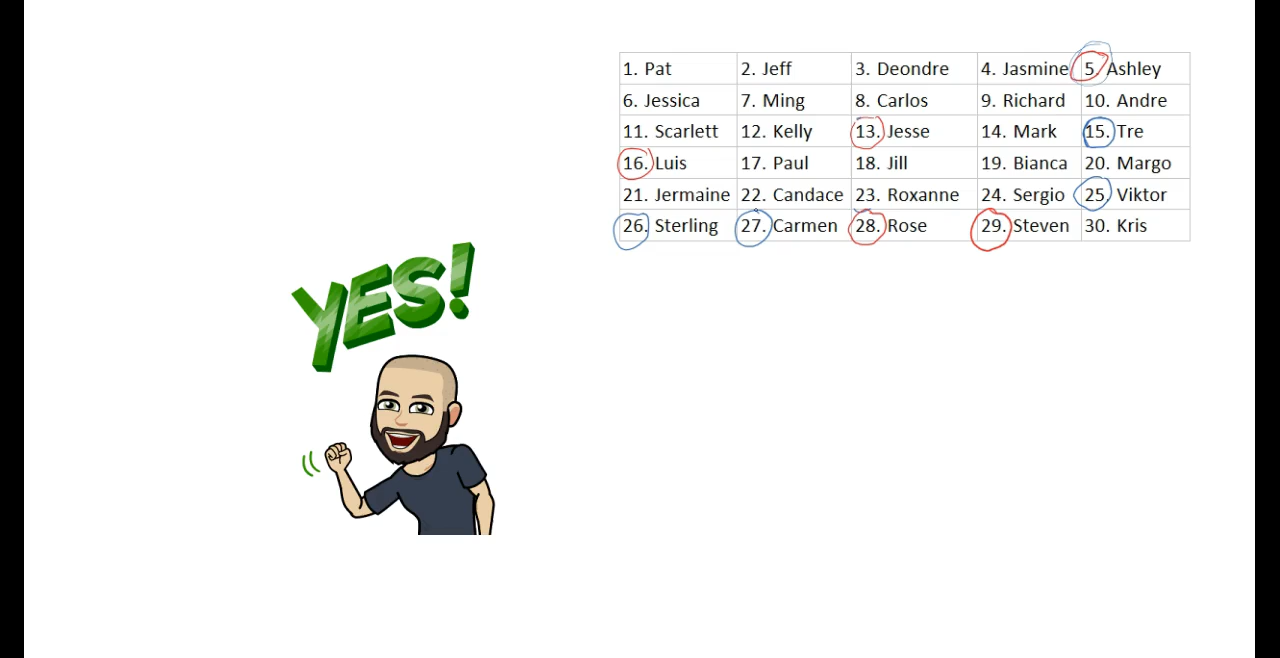 1. Pat 2. Jeff 3. Deondre 4. Jasmine 5. Ashley
6. Jessica 7. Ming 8. Carlos 9. Richard 10. Andre
11. Scarlett 12. Kelly 13. Jesse 14. Mark 15. Tre
16. Luis 17. Paul 18. Jill 19. Bianca 20. Margo
21. Jermaine 22. Candace 23. Roxanne 24. Sergio 25. Viktor
26. Sterling 27. Carmen 28. Rose 29. Steven 30. Kris
YES!